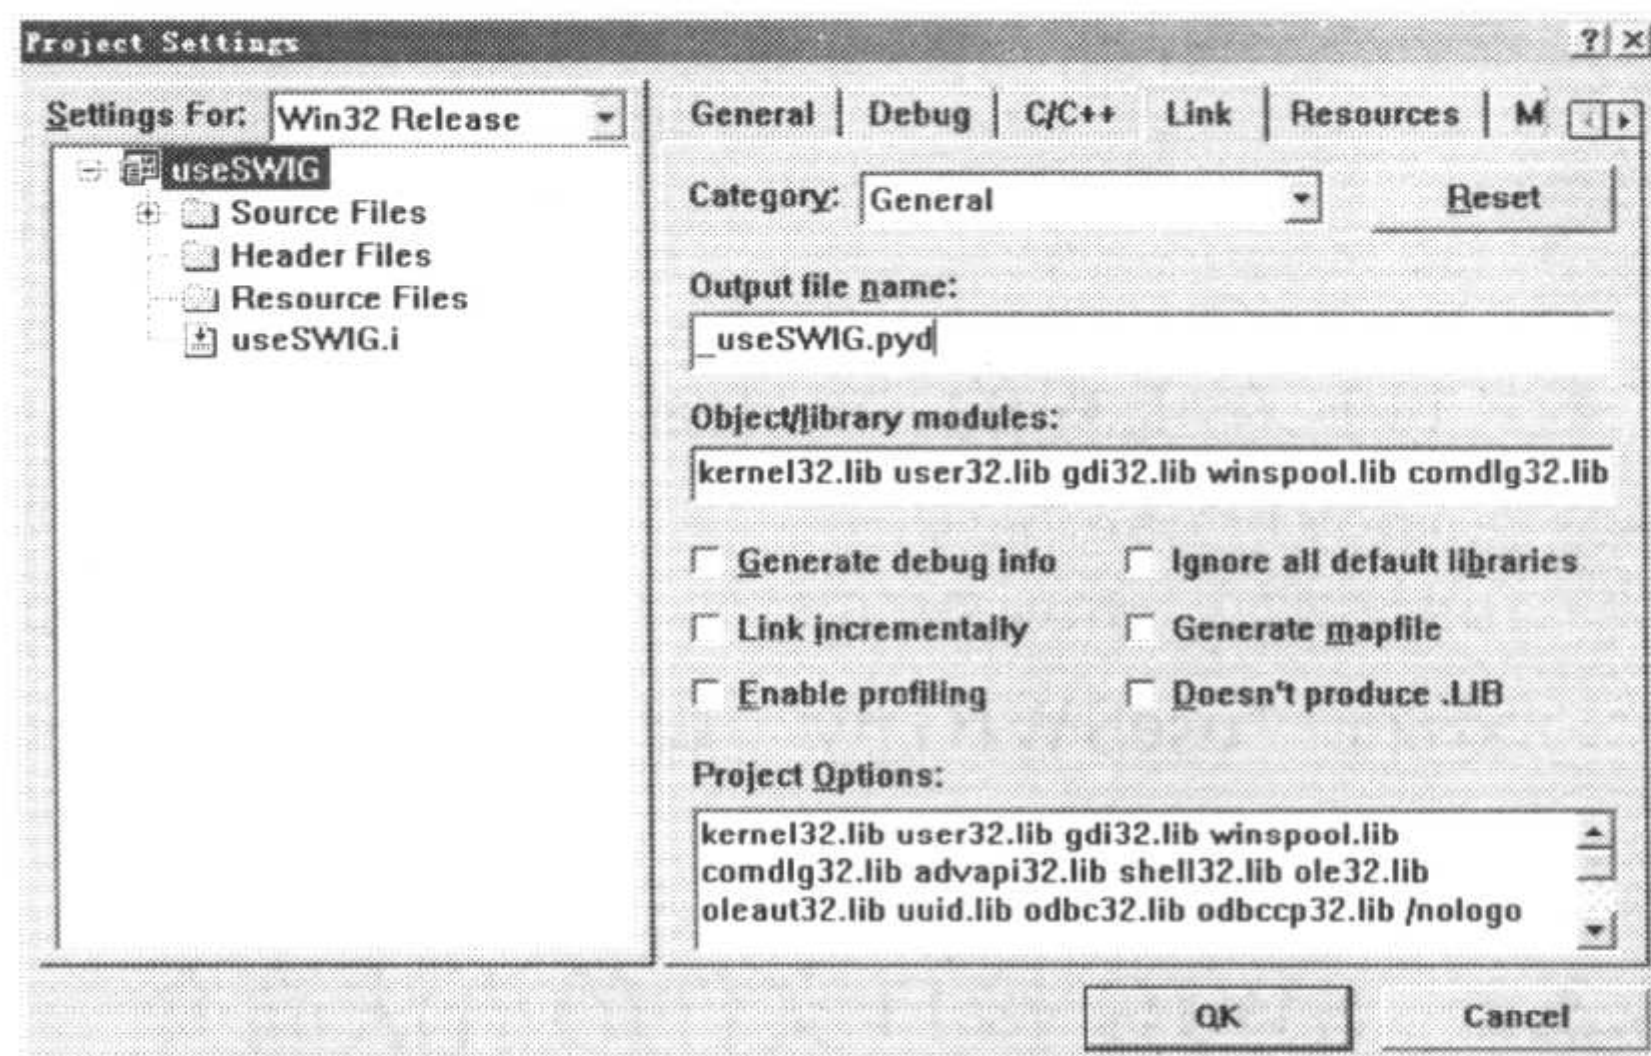 Project Settings
Settings For: Win32 Release
useSWIG
Source Files
Header Files
Resource Files
useSWIG.i
General Debug C/C++ Link Resources M
Category: General Reset
Output file name:
_useSWIG.pyd
Object/library modules:
kernel32.lib user32.lib gdi32.lib winspool.lib comdlg32.lib
Generate debug info Ignore all default libraries
Link incrementally Generate mapfile
Enable profiling Doesn't produce .LIB
Project Options:
kernel32.lib user32.lib gdi32.lib winspool.lib
comdlg32.lib advapi32.lib shell32.lib ole32.lib
oleaut32.lib uuid.lib odbc32.lib odbccp32.lib /nologo
OK Cancel